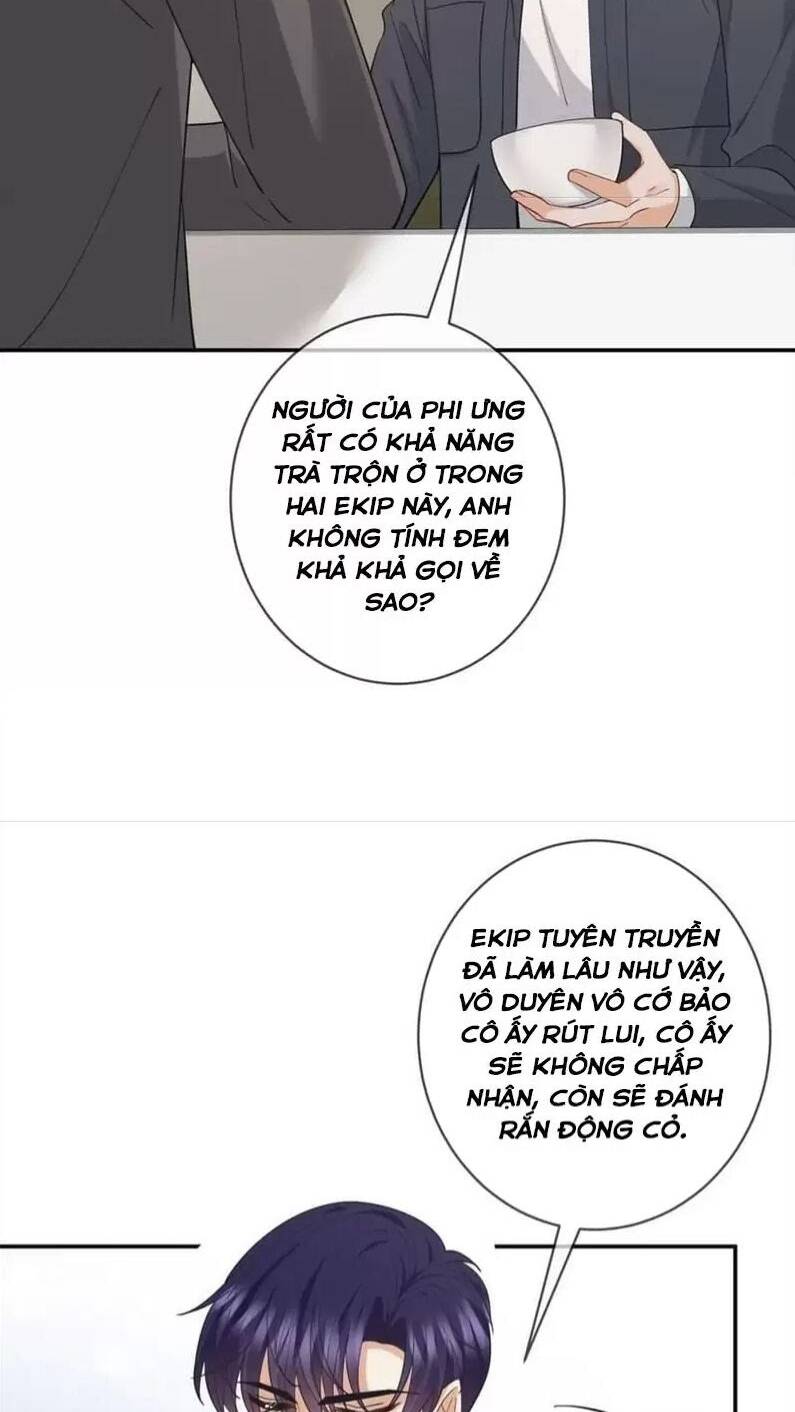 NGƯỜI CỦA PHI ƯNG
RẤT CÓ KHẢ NĂNG
TRÀ TRỘN Ở TRONG
HAI EKIP NÀY, ANH
KHÔNG TÍNH ĐEM
KHẢ KHẢ GỌI VỀ
SAO?
EKIP TUYÊN TRUYỀN
ĐÃ LÀM LÂU NHƯ VẬY,
VÔ DUYÊN VÔ CỚ BẢO
CÔ ẤY RÚT LUI, CÔ ẤY
SẼ KHÔNG CHẤP
NHẬN, CÒN SẼ ĐÁNH
RẮN ĐỘNG CỎ.